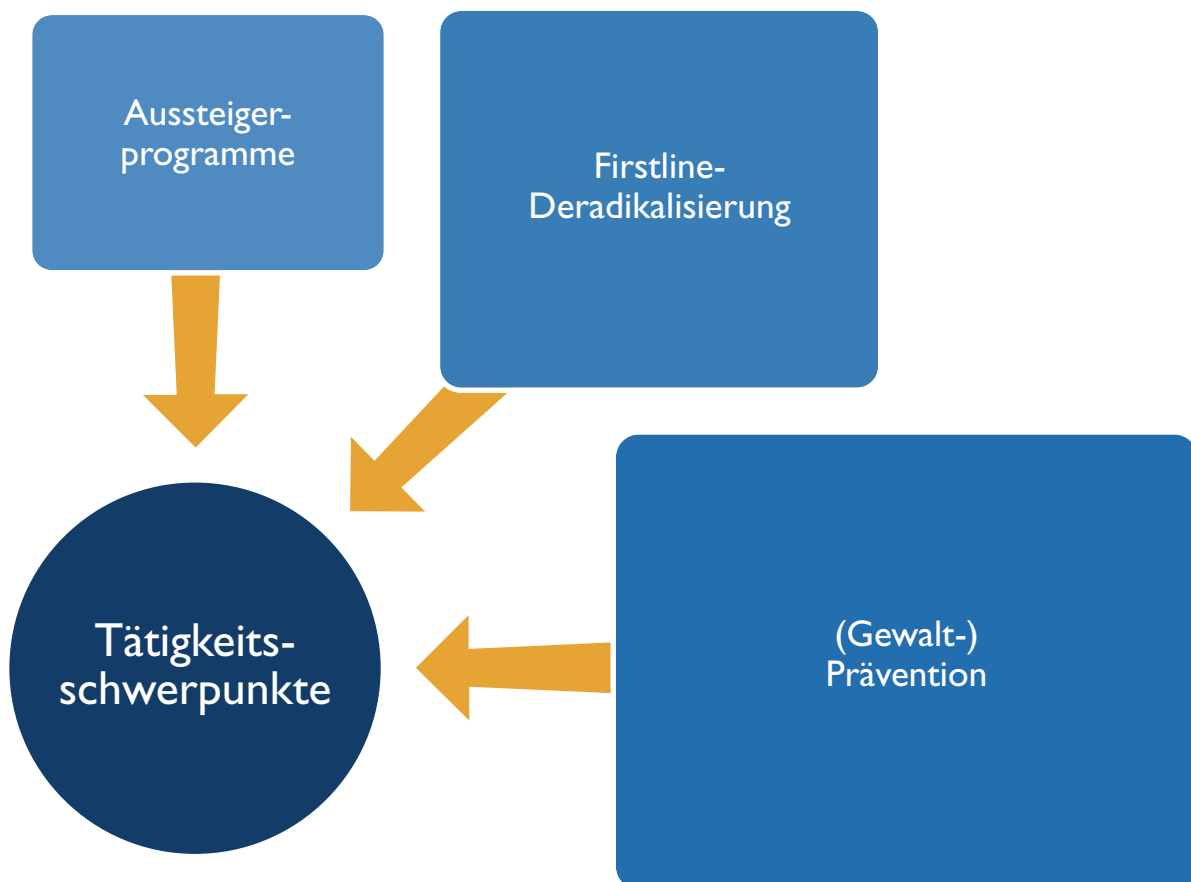 Aussteiger-
programme
Firstline-
Deradikalisierung
Tätigkeits-
schwerpunkte
(Gewalt-)
Prävention